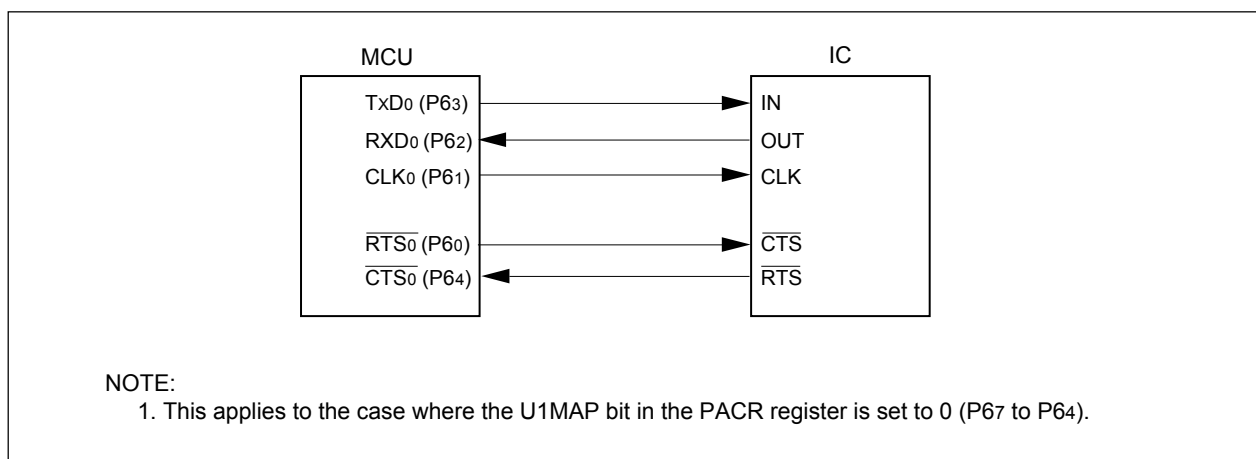 MCU IC
TxD0 (P63) IN
RXD0 (P62) OUT
CLK0 (P61) CLK
RTS0 (P60) CTS
CTS0 (P64) RTS
NOTE:
1. This applies to the case where the U1MAP bit in the PACR register is set to 0 (P67 to P64).